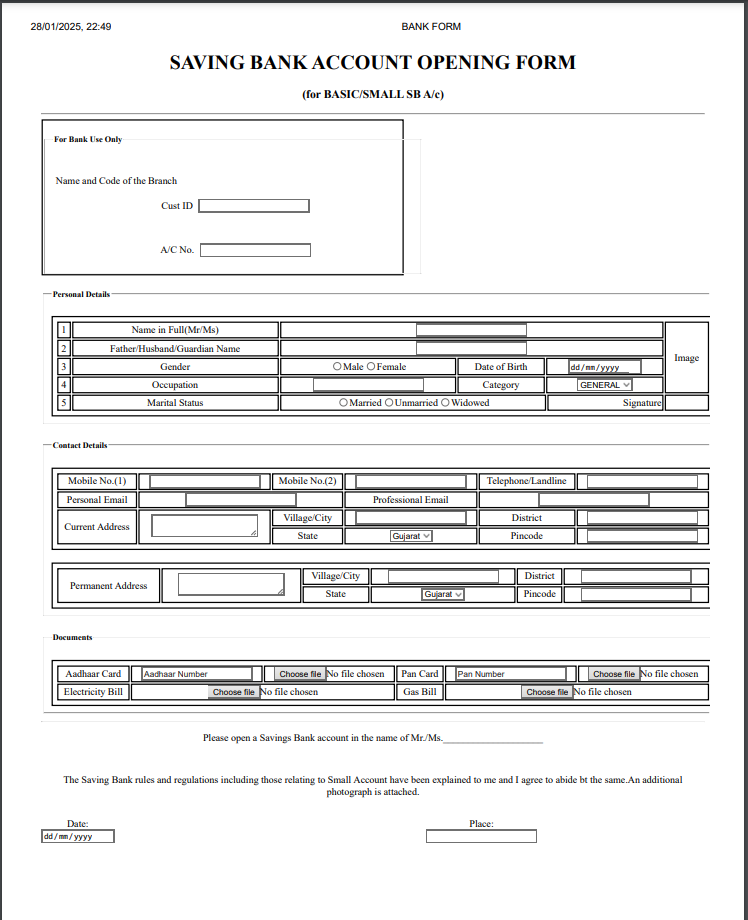 28/01/2025, 22:49 BANK FORM
SAVING BANK ACCOUNT OPENING FORM
(for BASIC/SMALL SB A/c)
For Bank Use Only
Name and Code of the Branch
Cust ID
A/C No.
Personal Details
1 Name in Full(Mr/Ms)
2 Father/Husband/Guardian Name
Image
3 Gender Male Female Date of Birth dd/mm/yyyy
4 Occupation Category GENERAL
5 Marital Status Married Unmarried Widowed Signature
Contact Details
Mobile No.(1) Mobile No.(2) Telephone/Landline
Personal Email Professional Email
Current Address Village/City District
State Gujarat Pincode
Permanent Address Village/City District
State Gujarat Pincode
Documents
Aadhaar Card Aadhaar Number Choose file No file chosen Pan Card Pan Number Choose file No file chosen
Electricity Bill Choose file No file chosen Gas Bill Choose file No file chosen
Please open a Savings Bank account in the name of Mr./Ms.____________________
The Saving Bank rules and regulations including those relating to Small Account have been explained to me and I agree to abide bt the same.An additional
photograph is attached.
Date: Place:
dd/mm/yyyy